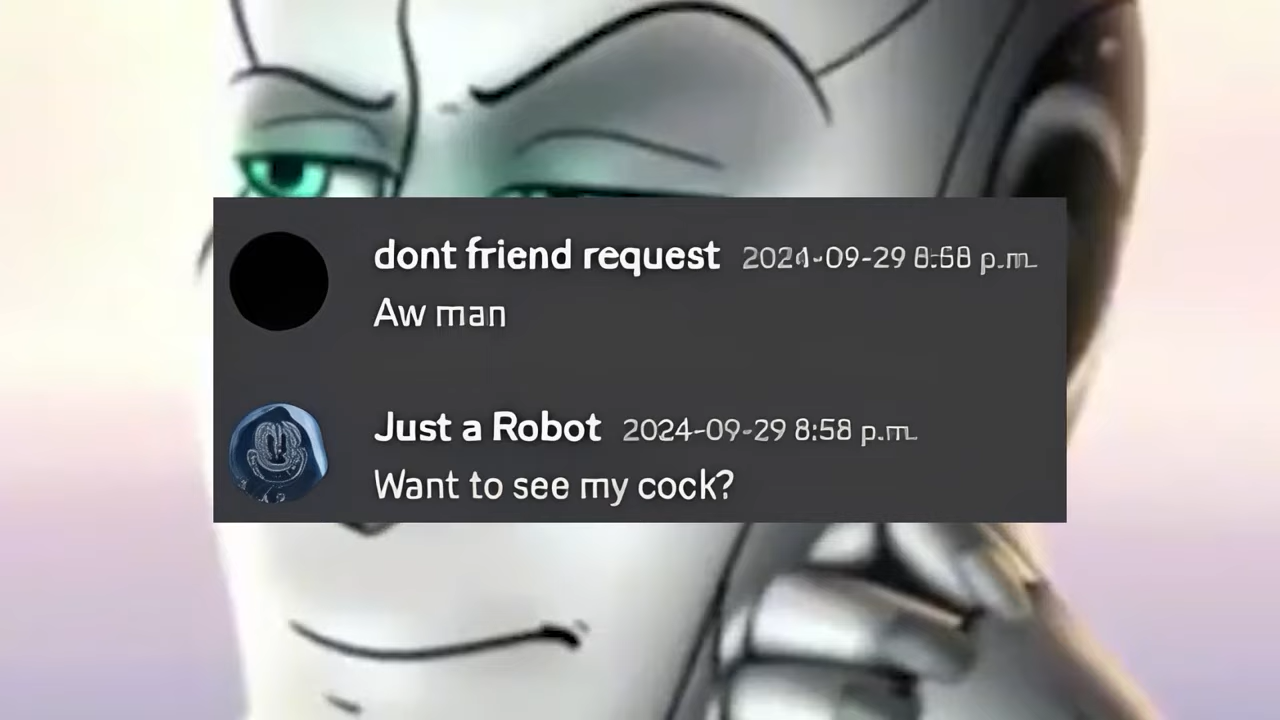 dont friend request 2024-09-29 8:58 p.m.
Aw man
Just a Robot 2024-09-29 8:58 p.m.
Want to see my cock?